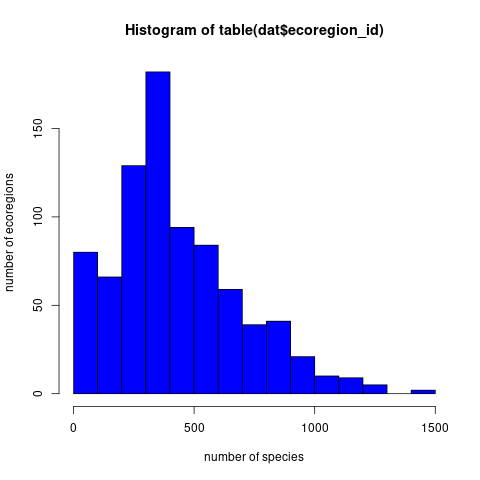 Histogram of table(dat$ecoregion_id)
number of ecoregions
150
100
50
0
0 500 1000 1500
number of species